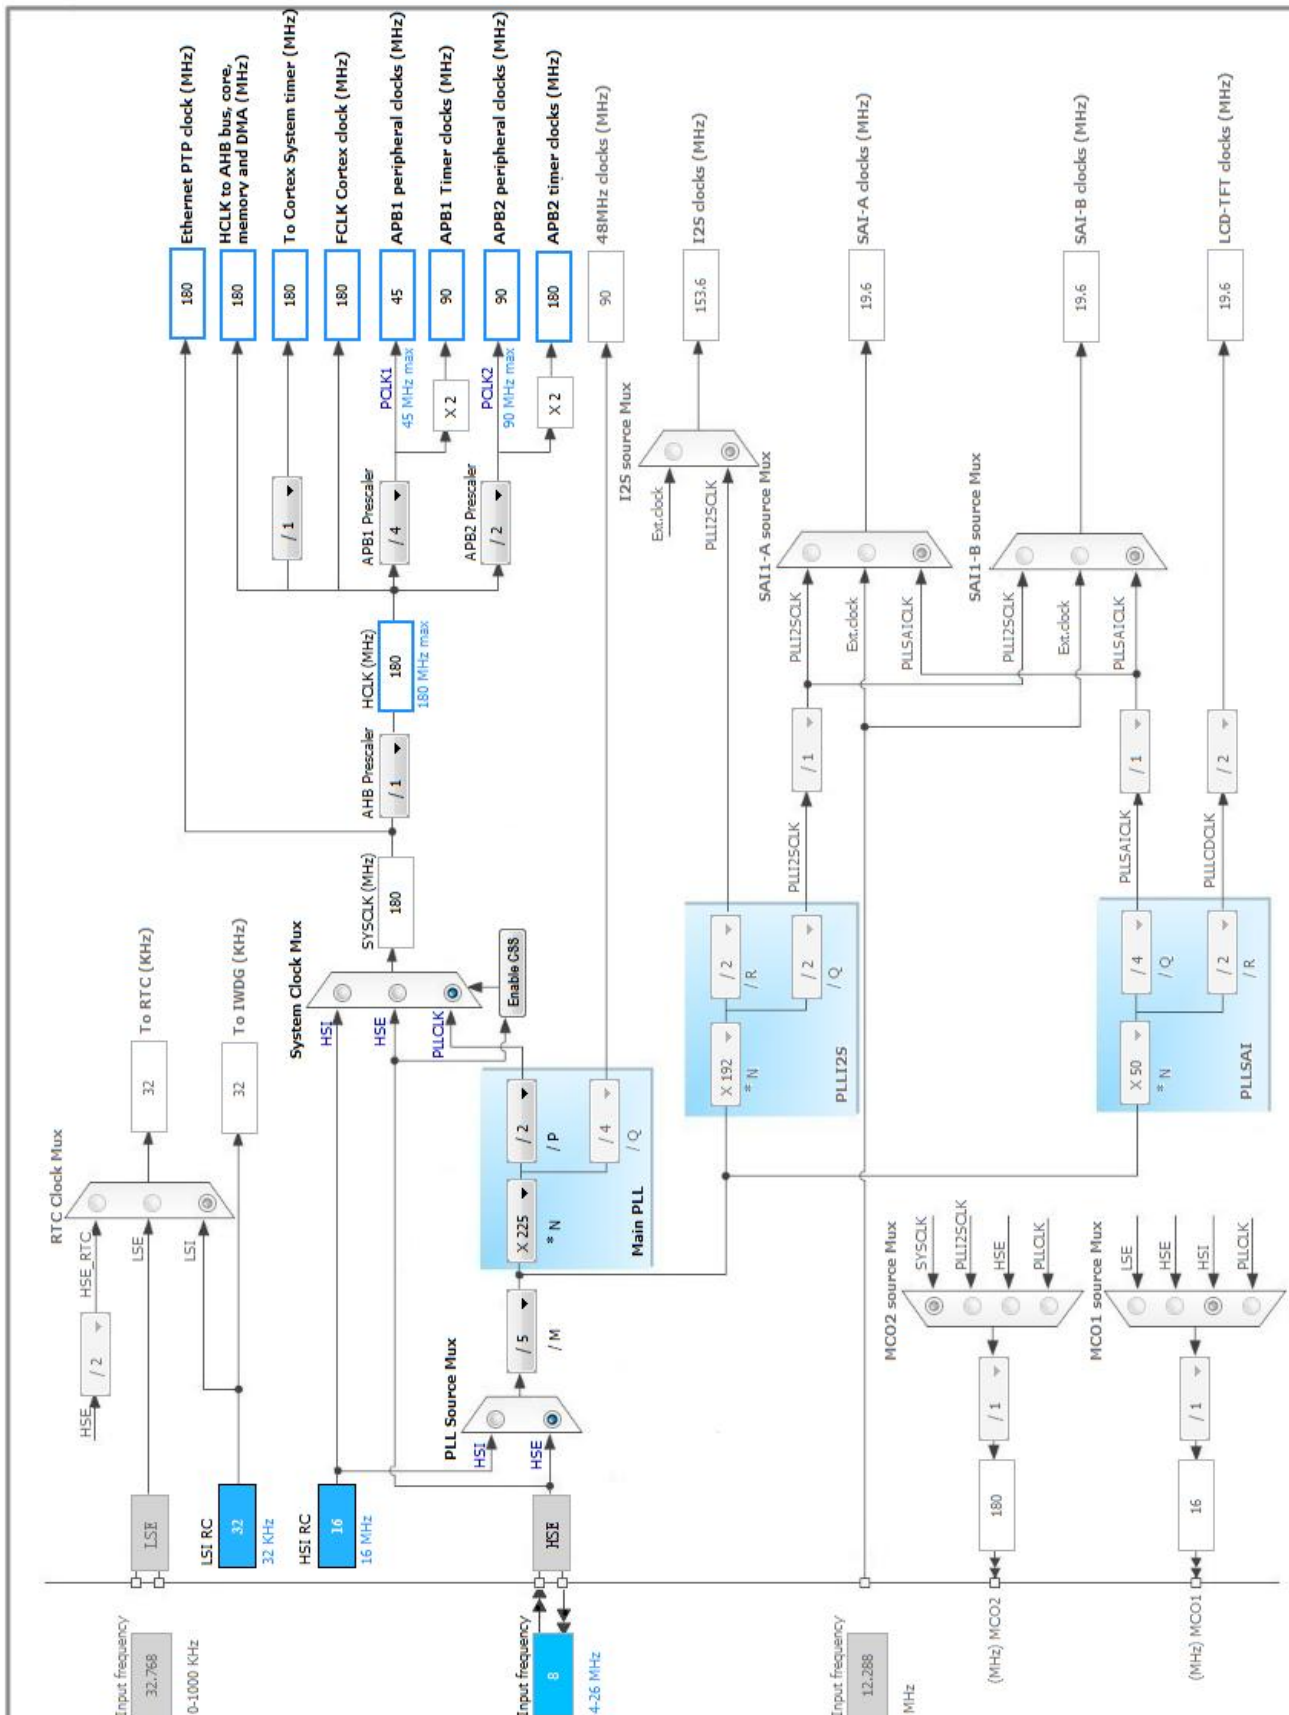 Input frequency
32.768
0-1000 KHz
LSE
LSI RC
32
32 KHz
HSE
/ 2
HSE_RTC
LSE
LSI
RTC Clock Mux
32
To RTC (KHz)
32
To IWDG (KHz)
HSI RC
16
16 MHz
Input frequency
8
4-26 MHz
HSE
PLL Source Mux
HSI
HSE
/ 5
/ M
X 225
* N
/ 2
/ P
/ 4
/ Q
Main PLL
System Clock Mux
HSI
HSE
PLLCLK
Enable CSS
SYSCLK (MHz)
180
AHB Prescaler
/ 1
HCLK (MHz)
180
180 MHz max
/ 1
APB1 Prescaler
/ 4
PCLK1
45 MHz max
X 2
APB2 Prescaler
/ 2
PCLK2
90 MHz max
X 2
180
Ethernet PTP clock (MHz)
180
HCLK to AHB bus, core,
memory and DMA (MHz)
180
To Cortex System timer (MHz)
180
FCLK Cortex clock (MHz)
45
APB1 peripheral clocks (MHz)
90
APB1 Timer clocks (MHz)
90
APB2 peripheral clocks (MHz)
180
APB2 timer clocks (MHz)
90
48MHz clocks (MHz)
X 192
* N
/ 2
/ R
/ 2
/ Q
PLLI2S
PLLI2SCLK
/ 1
I2S source Mux
Ext.clock
PLLI2SCLK
153.6
I2S clocks (MHz)
SAI1-A source Mux
PLLI2SCLK
Ext.clock
PLLSAICLK
19.6
SAI-A clocks (MHz)
SAI1-B source Mux
PLLI2SCLK
Ext.clock
PLLSAICLK
19.6
SAI-B clocks (MHz)
X 50
* N
/ 4
/ Q
/ 2
/ R
PLLSAI
PLLSAICLK
/ 1
PLLLCDCLK
/ 2
19.6
LCD-TFT clocks (MHz)
Input frequency
12.288
MHz
MCO2 source Mux
SYSCLK
PLLI2SCLK
HSE
PLLCLK
/ 1
180
(MHz) MCO2
MCO1 source Mux
LSE
HSE
HSI
PLLCLK
/ 1
16
(MHz) MCO1